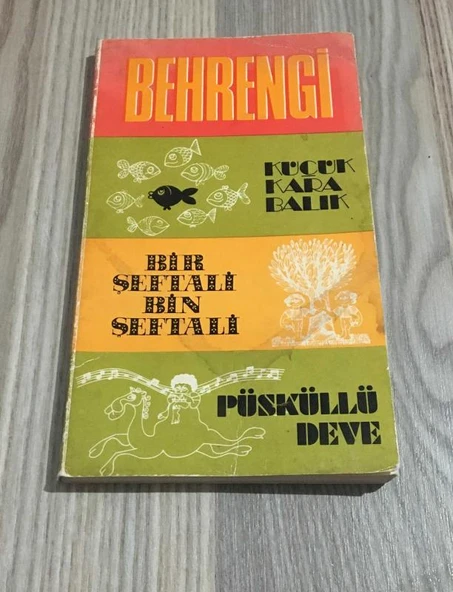 BEHRENGİ
KÜÇÜK
KARA
BALIK
BİR
ŞEFTALİ
BİN
ŞEFTALİ
PÜSKÜLLÜ
DEVE